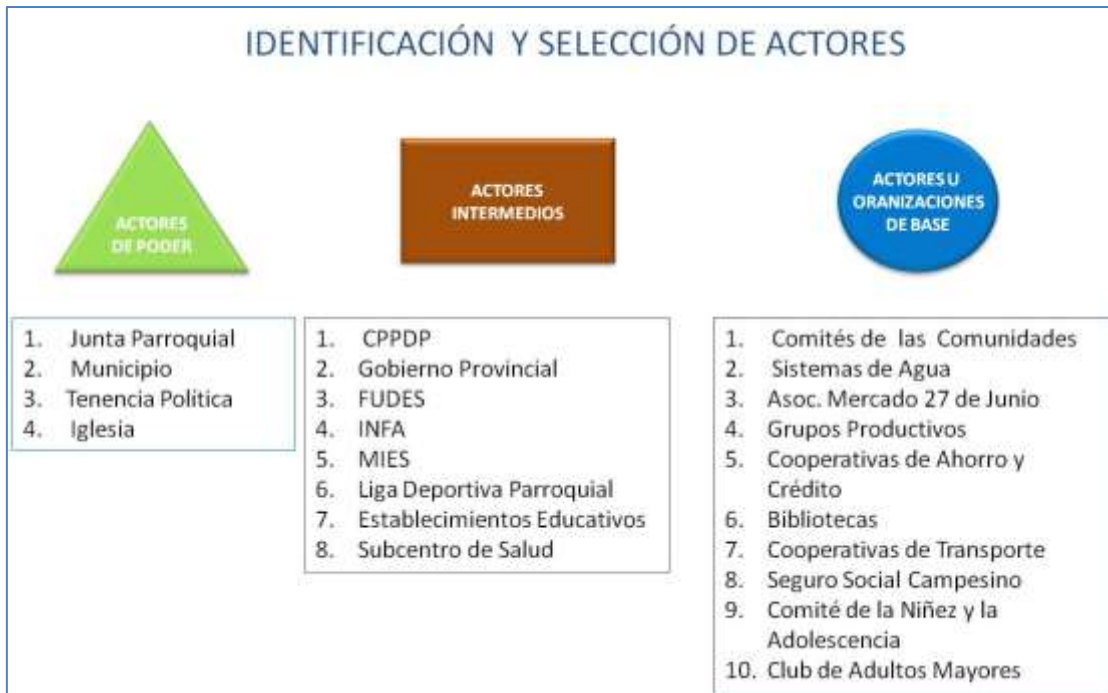 IDENTIFICACIÓN Y SELECCIÓN DE ACTORES
ACTORES
DE PODER
ACTORES
INTERMEDIOS
ACTORES U
ORANIZACIONES
DE BASE
1. Junta Parroquial
2. Municipio
3. Tenencia Política
4. Iglesia
1. CPPDP
2. Gobierno Provincial
3. FUDES
4. INFA
5. MIES
6. Liga Deportiva Parroquial
7. Establecimientos Educativos
8. Subcentro de Salud
1. Comités de las Comunidades
2. Sistemas de Agua
3. Asoc. Mercado 27 de Junio
4. Grupos Productivos
5. Cooperativas de Ahorro y
Crédito
6. Bibliotecas
7. Cooperativas de Transporte
8. Seguro Social Campesino
9. Comité de la Niñez y la
Adolescencia
10. Club de Adultos Mayores